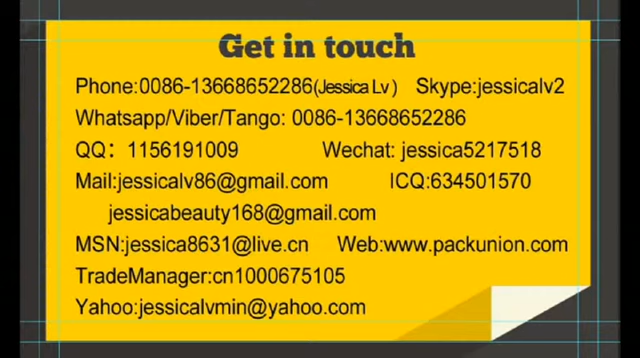 Get in touch
Phone:0086-13668652286(Jessica Lv ) Skype:jessicalv2
Whatsapp/Viber/Tango: 0086-13668652286
QQ： 1156191009 Wechat: jessica5217518
Mail:jessicalv86@gmail.com ICQ:634501570
jessicabeauty168@gmail.com
MSN:jessica8631@live.cn Web:www.packunion.com
TradeManager:cn1000675105
Yahoo:jessicalvmin@yahoo.com